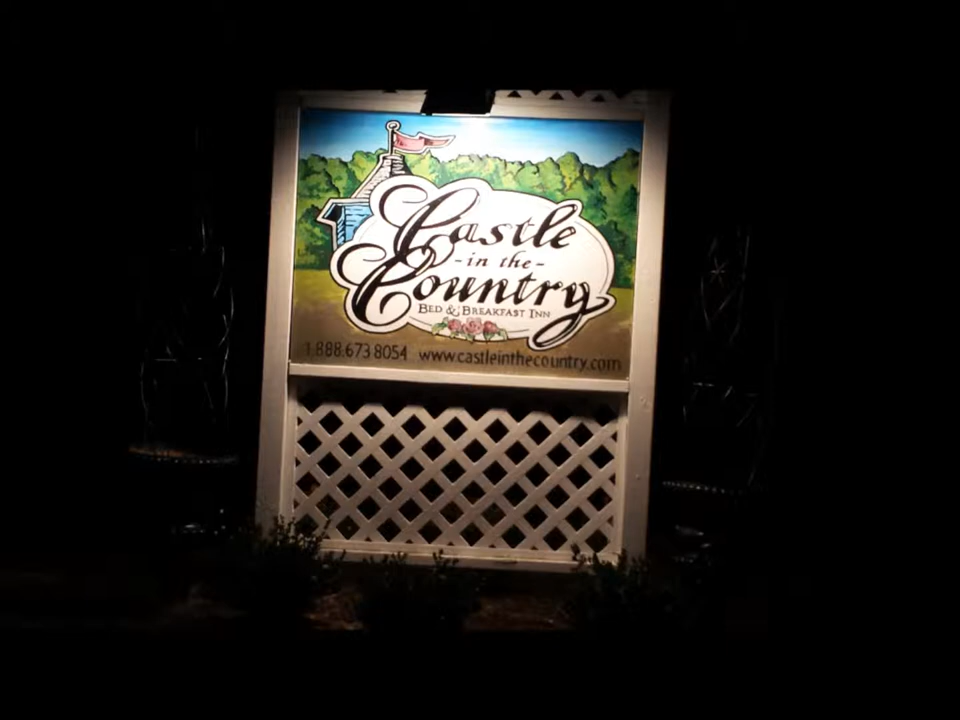 Castle
-in the-
Country
BED & BREAKFAST INN
1.888.673 8054 www.castleinthecountry.com